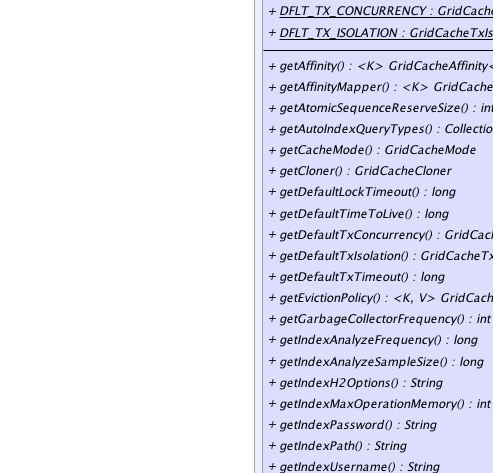 + DFLT_TX_CONCURRENCY : GridCache
+ DFLT_TX_ISOLATION : GridCacheTxIs
+ getAffinity() : <K> GridCacheAffinity<
+ getAffinityMapper() : <K> GridCache
+ getAtomicSequenceReserveSize() : int
+ getAutoIndexQueryTypes() : Collectio
+ getCacheMode() : GridCacheMode
+ getCloner() : GridCacheCloner
+ getDefaultLockTimeout() : long
+ getDefaultTimeToLive() : long
+ getDefaultTxConcurrency() : GridCach
+ getDefaultTxIsolation() : GridCacheTx
+ getDefaultTxTimeout() : long
+ getEvictionPolicy() : <K, V> GridCach
+ getGarbageCollectorFrequency() : int
+ getIndexAnalyzeFrequency() : long
+ getIndexAnalyzeSampleSize() : long
+ getIndexH2Options() : String
+ getIndexMaxOperationMemory() : int
+ getIndexPassword() : String
+ getIndexPath() : String
+ getIndexUsername() : String